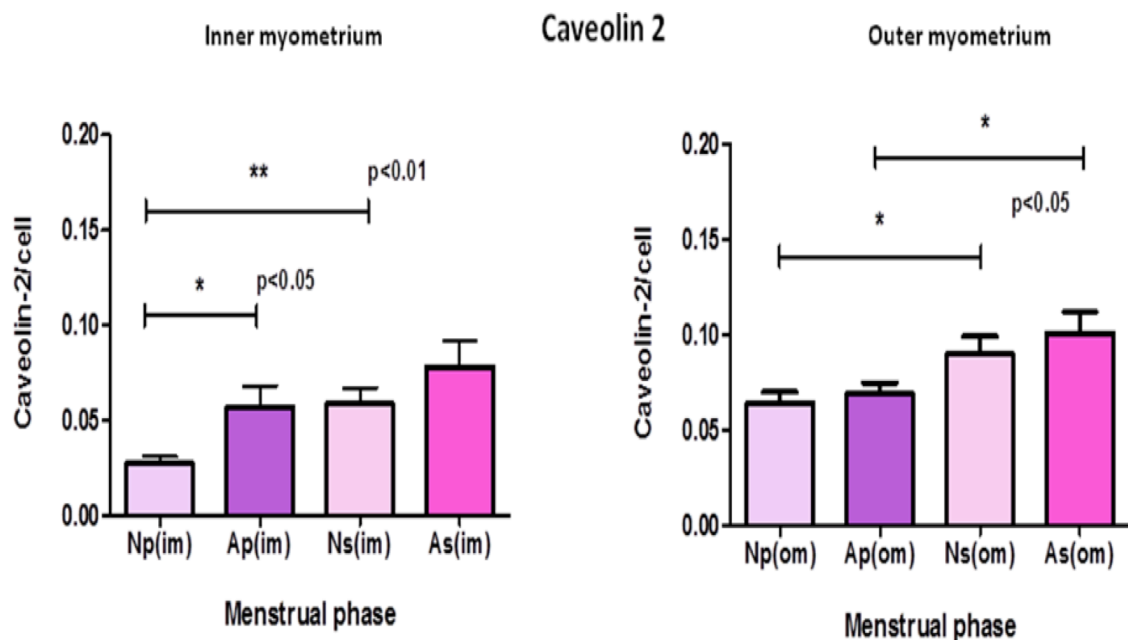 Caveolin 2
Inner myometrium
Caveolin-2/cell
0.20
0.15
0.10
0.05
0.00
**
p<0.01
*
p<0.05
Np(im) Ap(im) Ns(im) As(im)
Menstrual phase
Outer myometrium
Caveolin-2/cell
0.20
0.15
0.10
0.05
0.00
*
p<0.05
*
Np(om) Ap(om) Ns(om) As(om)
Menstrual phase